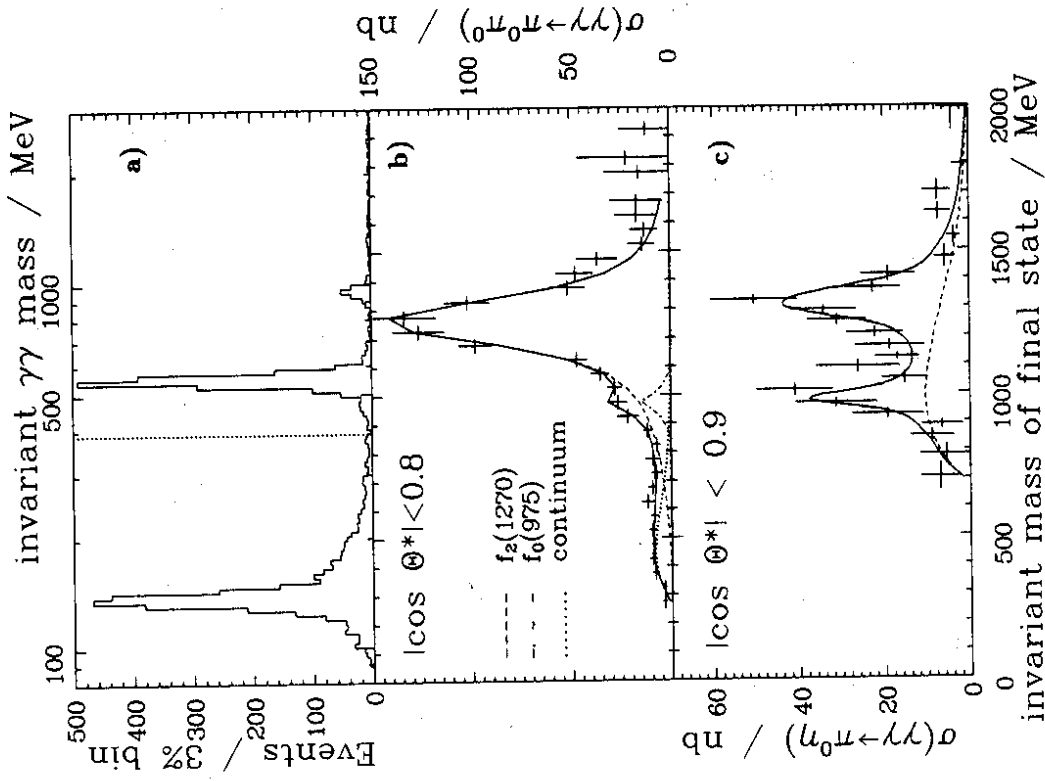 invariant γγ mass / MeV
100
500
1000
Events / 3% bin
0
100
200
300
400
500
a)
σ(γγ→π⁰π⁰) / nb
0
50
100
150
b)
|cos Θ*|<0.8
f₂(1270)
f₀(975)
continuum
c)
|cos Θ*| < 0.9
σ(γγ→π⁰η) / nb
0
20
40
60
0
500
1000
1500
2000
invariant mass of final state / MeV